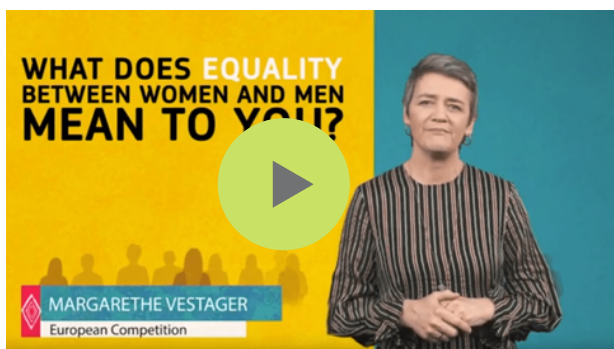 WHAT DOES EQUALITY
BETWEEN WOMEN AND MEN
MEAN TO YOU?
MARGARETHE VESTAGER
European Competition